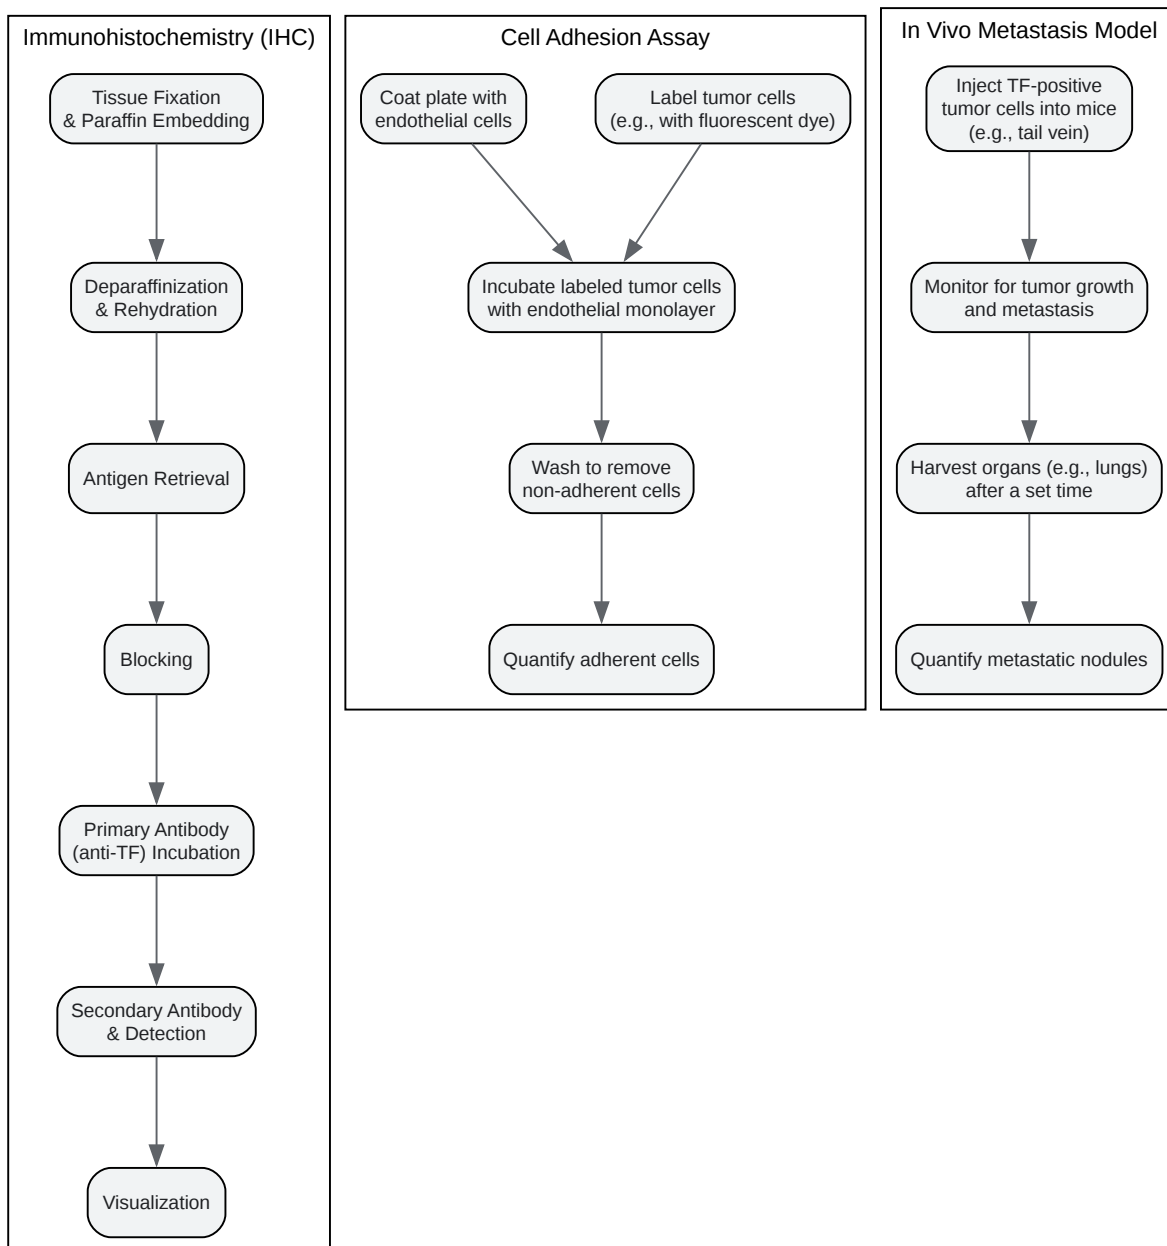 Immunohistochemistry (IHC)
Tissue Fixation
& Paraffin Embedding
Deparaffinization
& Rehydration
Antigen Retrieval
Blocking
Primary Antibody
(anti-TF) Incubation
Secondary Antibody
& Detection
Visualization
Cell Adhesion Assay
Coat plate with
endothelial cells
Label tumor cells
(e.g., with fluorescent dye)
Incubate labeled tumor cells
with endothelial monolayer
Wash to remove
non-adherent cells
Quantify adherent cells
In Vivo Metastasis Model
Inject TF-positive
tumor cells into mice
(e.g., tail vein)
Monitor for tumor growth
and metastasis
Harvest organs (e.g., lungs)
after a set time
Quantify metastatic nodules